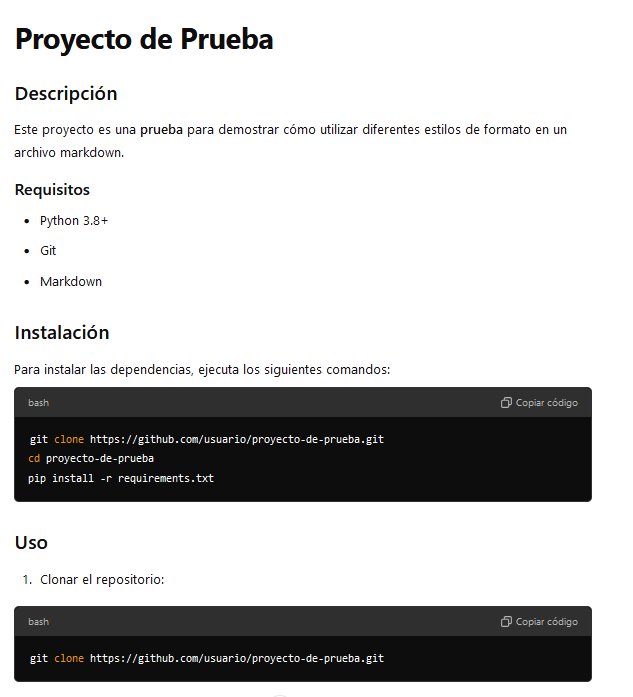 Proyecto de Prueba
Descripción
Este proyecto es una prueba para demostrar cómo utilizar diferentes estilos de formato en un
archivo markdown.
Requisitos
• Python 3.8+
• Git
• Markdown
Instalación
Para instalar las dependencias, ejecuta los siguientes comandos:
bash Copiar código
git clone https://github.com/usuario/proyecto-de-prueba.git
cd proyecto-de-prueba
pip install -r requirements.txt
Uso
1. Clonar el repositorio:
bash Copiar código
git clone https://github.com/usuario/proyecto-de-prueba.git